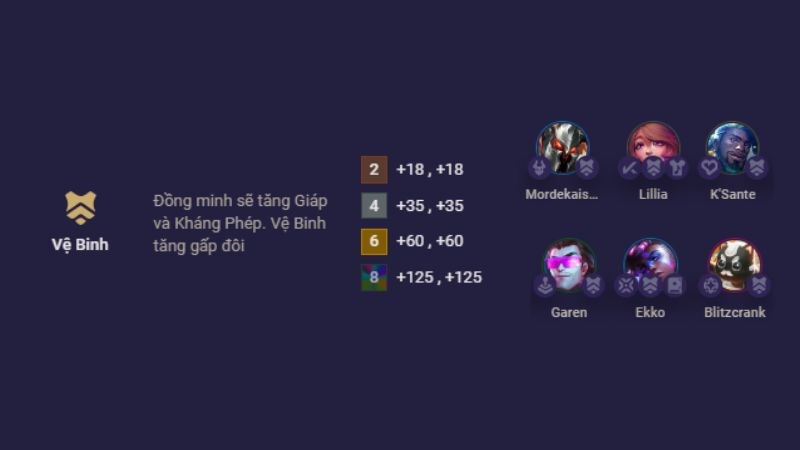 Vệ Binh
Đồng minh sẽ tăng Giáp
và Kháng Phép. Vệ Binh
tăng gấp đôi
2 +18 , +18
4 +35 , +35
6 +60 , +60
8 +125 , +125
Mordekais... Lillia K'Sante
Garen Ekko Blitzcrank